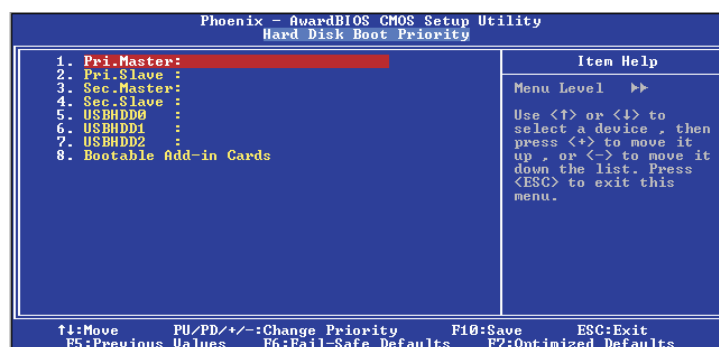 Phoenix - AwardBIOS CMOS Setup Utility
Hard Disk Boot Priority
1. Pri.Master:
2. Pri.Slave :
3. Sec.Master:
4. Sec.Slave :
5. USBHDD0 :
6. USBHDD1 :
7. USBHDD2 :
8. Bootable Add-in Cards
Item Help
Menu Level ▶▶
Use <↑> or <↓> to
select a device , then
press <+> to move it
up , or <-> to move it
down the list. Press
<ESC> to exit this
menu.
↑↓:Move PU/PD/+/-:Change Priority F10:Save ESC:Exit
F5:Previous Values F6:Fail-Safe Defaults F7:Optimized Defaults